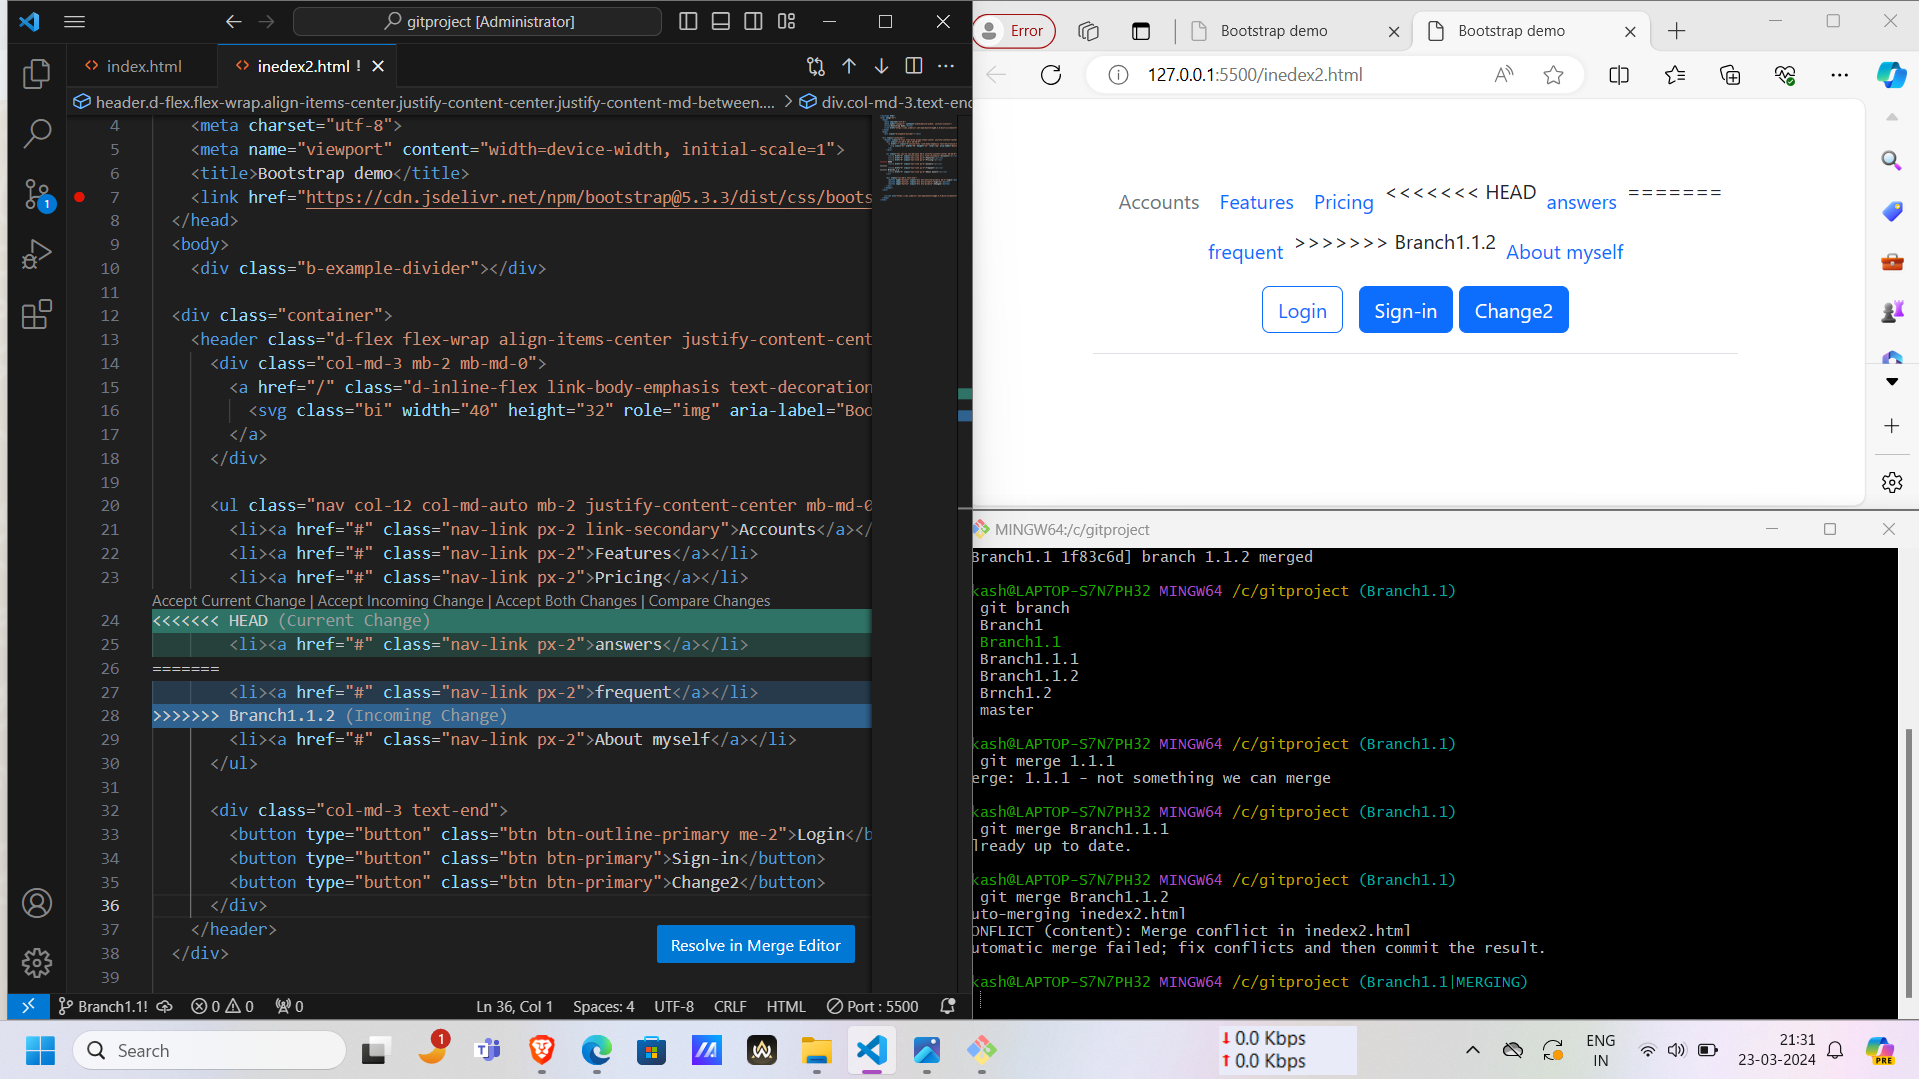 gitproject [Administrator]
index.html
inedex2.html !
header.d-flex.flex-wrap.align-items-center.justify-content-center.justify-content-md-between.... > div.col-md-3.text-end
4 <meta charset="utf-8">
5 <meta name="viewport" content="width=device-width, initial-scale=1">
6 <title>Bootstrap demo</title>
7 <link href="https://cdn.jsdelivr.net/npm/bootstrap@5.3.3/dist/css/boots
8 </head>
9 <body>
10 <div class="b-example-divider"></div>
11
12 <div class="container">
13 <header class="d-flex flex-wrap align-items-center justify-content-cent
14 <div class="col-md-3 mb-2 mb-md-0">
15 <a href="/" class="d-inline-flex link-body-emphasis text-decoration
16 <svg class="bi" width="40" height="32" role="img" aria-label="Boo
17 </a>
18 </div>
19
20 <ul class="nav col-12 col-md-auto mb-2 justify-content-center mb-md-0
21 <li><a href="#" class="nav-link px-2 link-secondary">Accounts</a></
22 <li><a href="#" class="nav-link px-2">Features</a></li>
23 <li><a href="#" class="nav-link px-2">Pricing</a></li>
Accept Current Change | Accept Incoming Change | Accept Both Changes | Compare Changes
24 <<<<<<< HEAD (Current Change)
25 <li><a href="#" class="nav-link px-2">answers</a></li>
26 =======
27 <li><a href="#" class="nav-link px-2">frequent</a></li>
28 >>>>>>> Branch1.1.2 (Incoming Change)
29 <li><a href="#" class="nav-link px-2">About myself</a></li>
30 </ul>
31
32 <div class="col-md-3 text-end">
33 <button type="button" class="btn btn-outline-primary me-2">Login</b
34 <button type="button" class="btn btn-primary">Sign-in</button>
35 <button type="button" class="btn btn-primary">Change2</button>
36 </div>
37 </header>
38 </div>
39
Resolve in Merge Editor
1
Branch1.1! 0 0 0 Ln 36, Col 1 Spaces: 4 UTF-8 CRLF HTML Port : 5500
Error
Bootstrap demo
Bootstrap demo
127.0.0.1:5500/inedex2.html
Accounts Features Pricing <<<<<<< HEAD answers =======
frequent >>>>>>> Branch1.1.2 About myself
Login Sign-in Change2
MINGW64:/c/gitproject
Branch1.1 1f83c6d] branch 1.1.2 merged
kash@LAPTOP-S7N7PH32 MINGW64 /c/gitproject (Branch1.1)
git branch
Branch1
Branch1.1
Branch1.1.1
Branch1.1.2
Brnch1.2
master
kash@LAPTOP-S7N7PH32 MINGW64 /c/gitproject (Branch1.1)
git merge 1.1.1
erge: 1.1.1 - not something we can merge
kash@LAPTOP-S7N7PH32 MINGW64 /c/gitproject (Branch1.1)
git merge Branch1.1.1
lready up to date.
kash@LAPTOP-S7N7PH32 MINGW64 /c/gitproject (Branch1.1)
git merge Branch1.1.2
uto-merging inedex2.html
ONFLICT (content): Merge conflict in inedex2.html
utomatic merge failed; fix conflicts and then commit the result.
kash@LAPTOP-S7N7PH32 MINGW64 /c/gitproject (Branch1.1|MERGING)
Search
1
0.0 Kbps
0.0 Kbps
ENG
IN
21:31
23-03-2024
PRE